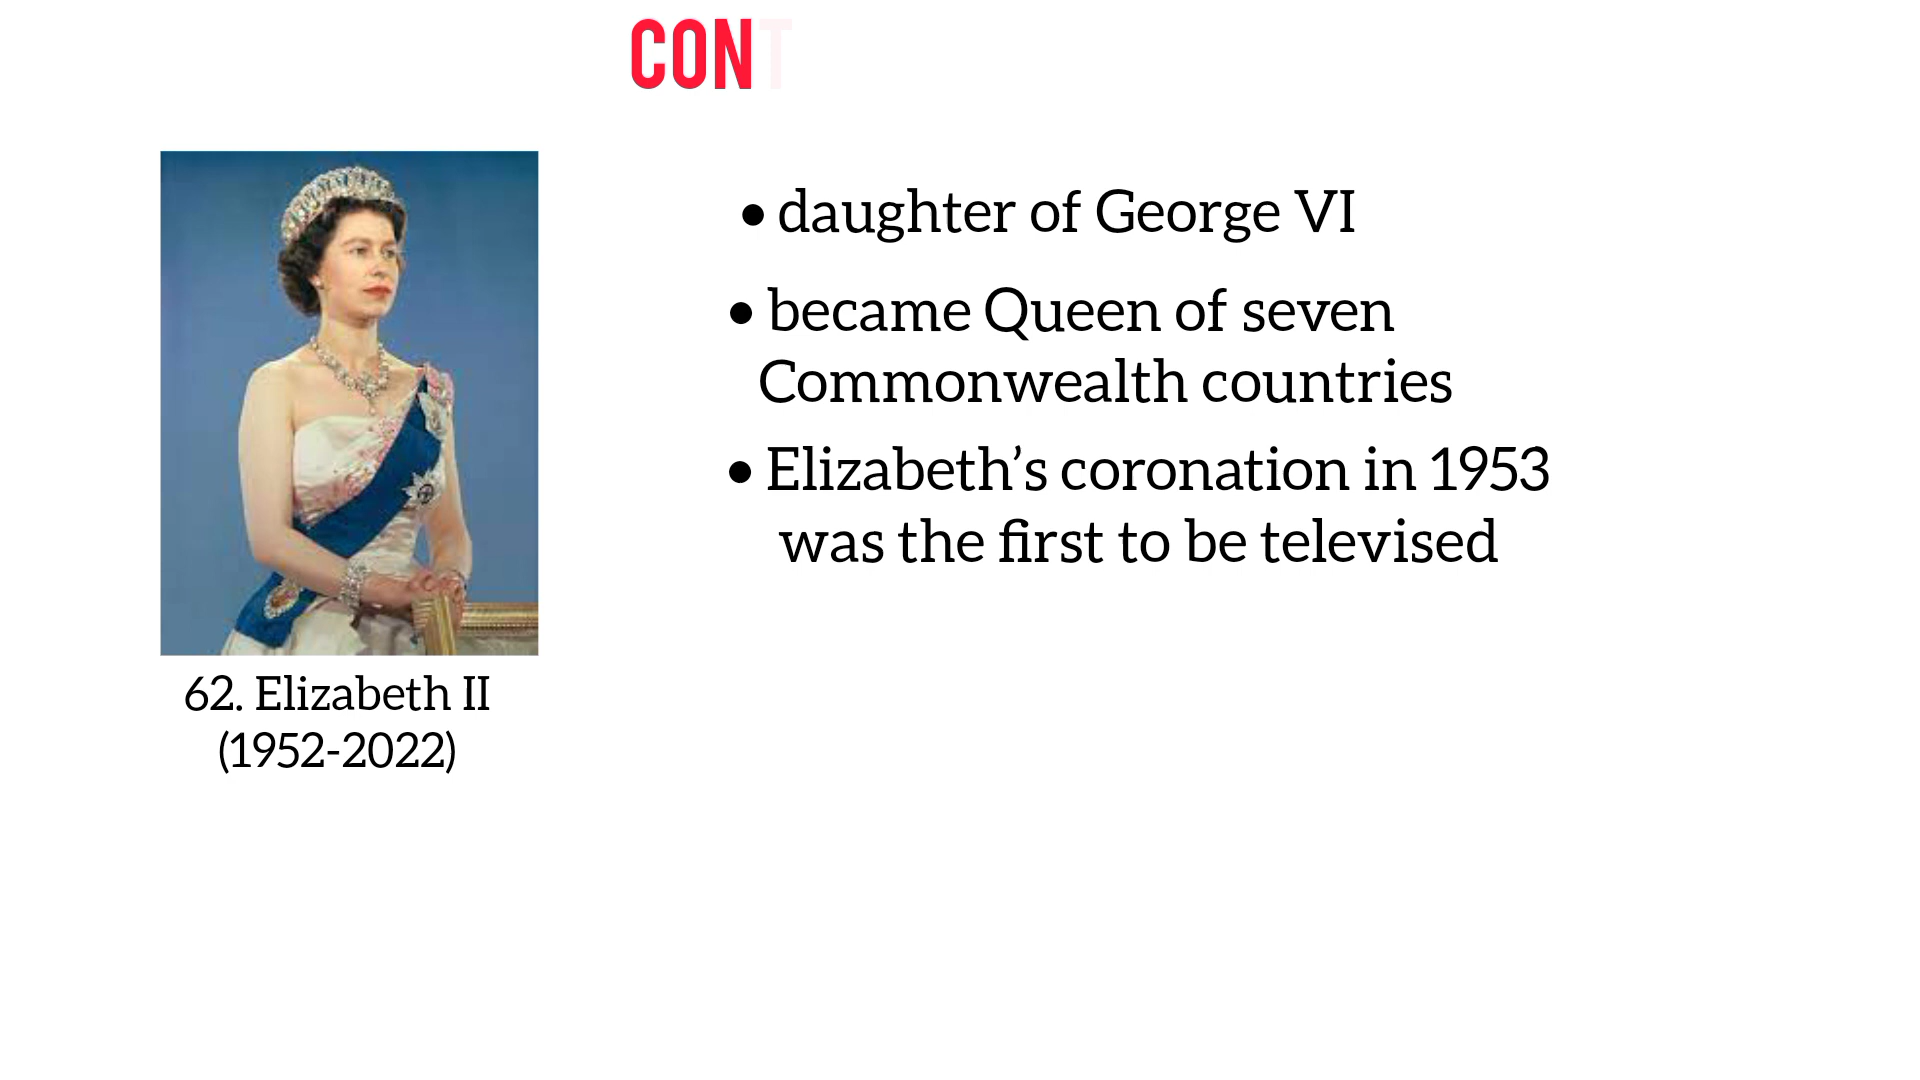 CONT
• daughter of George VI
• became Queen of seven
Commonwealth countries
• Elizabeth’s coronation in 1953
was the first to be televised
62. Elizabeth II
(1952-2022)